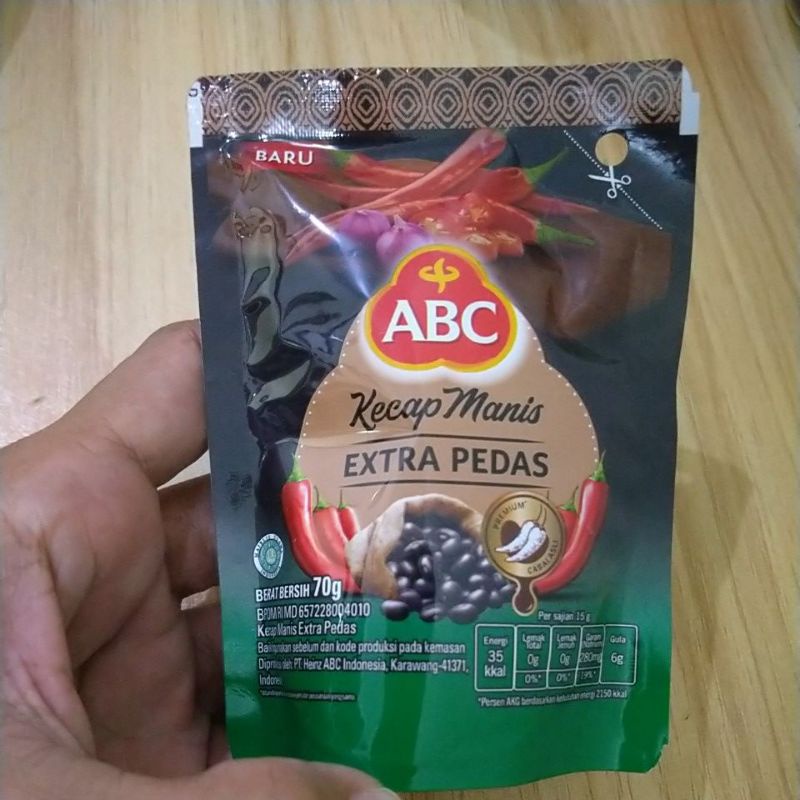 BARU
ABC
Kecap Manis
EXTRA PEDAS
PREMIUM
CABAI ASLI
BERAT BERSIH 70g
BPOM RI MD 657228004010
Kecap Manis Extra Pedas
Baik digunakan sebelum dan kode produksi pada kemasan
Diproduksi oleh: PT. Heinz ABC Indonesia, Karawang-41371,
Indonesia
Per sajian 15 g
Energi 35 kkal
Lemak Total 0g 0%*
Lemak Jenuh 0g 0%*
Garam (Natrium) 280mg 19%*
Gula 6g
*Persen AKG berdasarkan kebutuhan energi 2150 kkal